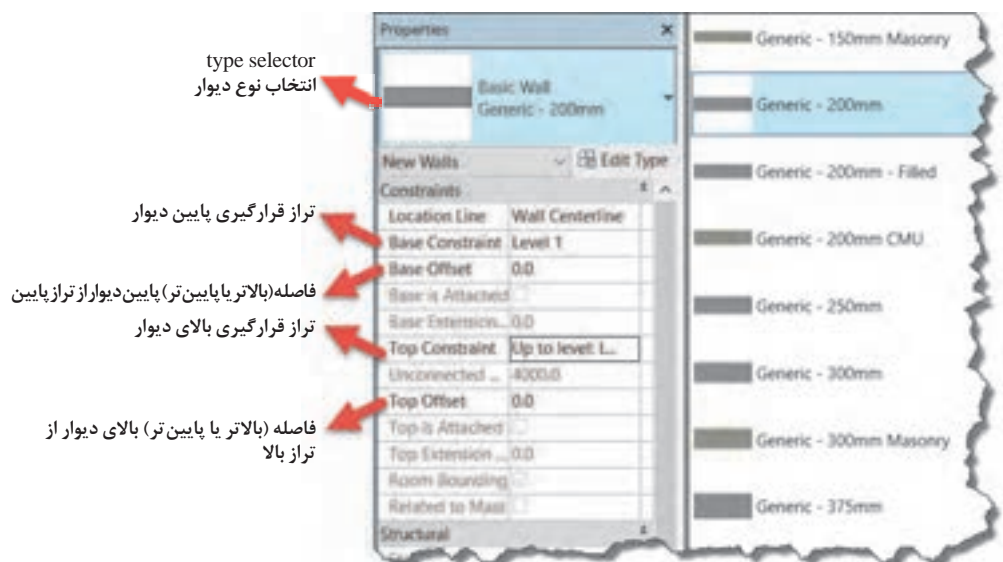 type selector
انتخاب نوع دیوار
تراز قرارگیری پایین دیوار
فاصله(بالاتر یا پایین‌تر) پایین دیوار از تراز پایین
تراز قرارگیری بالای دیوار
فاصله (بالاتر یا پایین‌تر) بالای دیوار از
تراز بالا
Properties
Basic Wall
Generic - 200mm
New Walls
Edit Type
Constraints
Location Line Wall Centerline
Base Constraint Level 1
Base Offset 0.0
Base is Attached
Base Extension... 0.0
Top Constraint Up to level: L...
Unconnected ... 4000.0
Top Offset 0.0
Top is Attached
Top Extension ... 0.0
Room Bounding
Related to Mass
Structural
Generic - 150mm Masonry
Generic - 200mm
Generic - 200mm - Filled
Generic - 200mm CMU
Generic - 250mm
Generic - 300mm
Generic - 300mm Masonry
Generic - 375mm